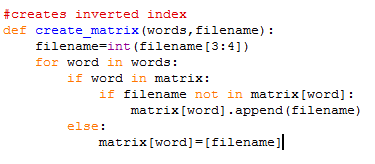 #creates inverted index
def create_matrix(words,filename):
    filename=int(filename[3:4])
    for word in words:
        if word in matrix:
            if filename not in matrix[word]:
                matrix[word].append(filename)
        else:
            matrix[word]=[filename]